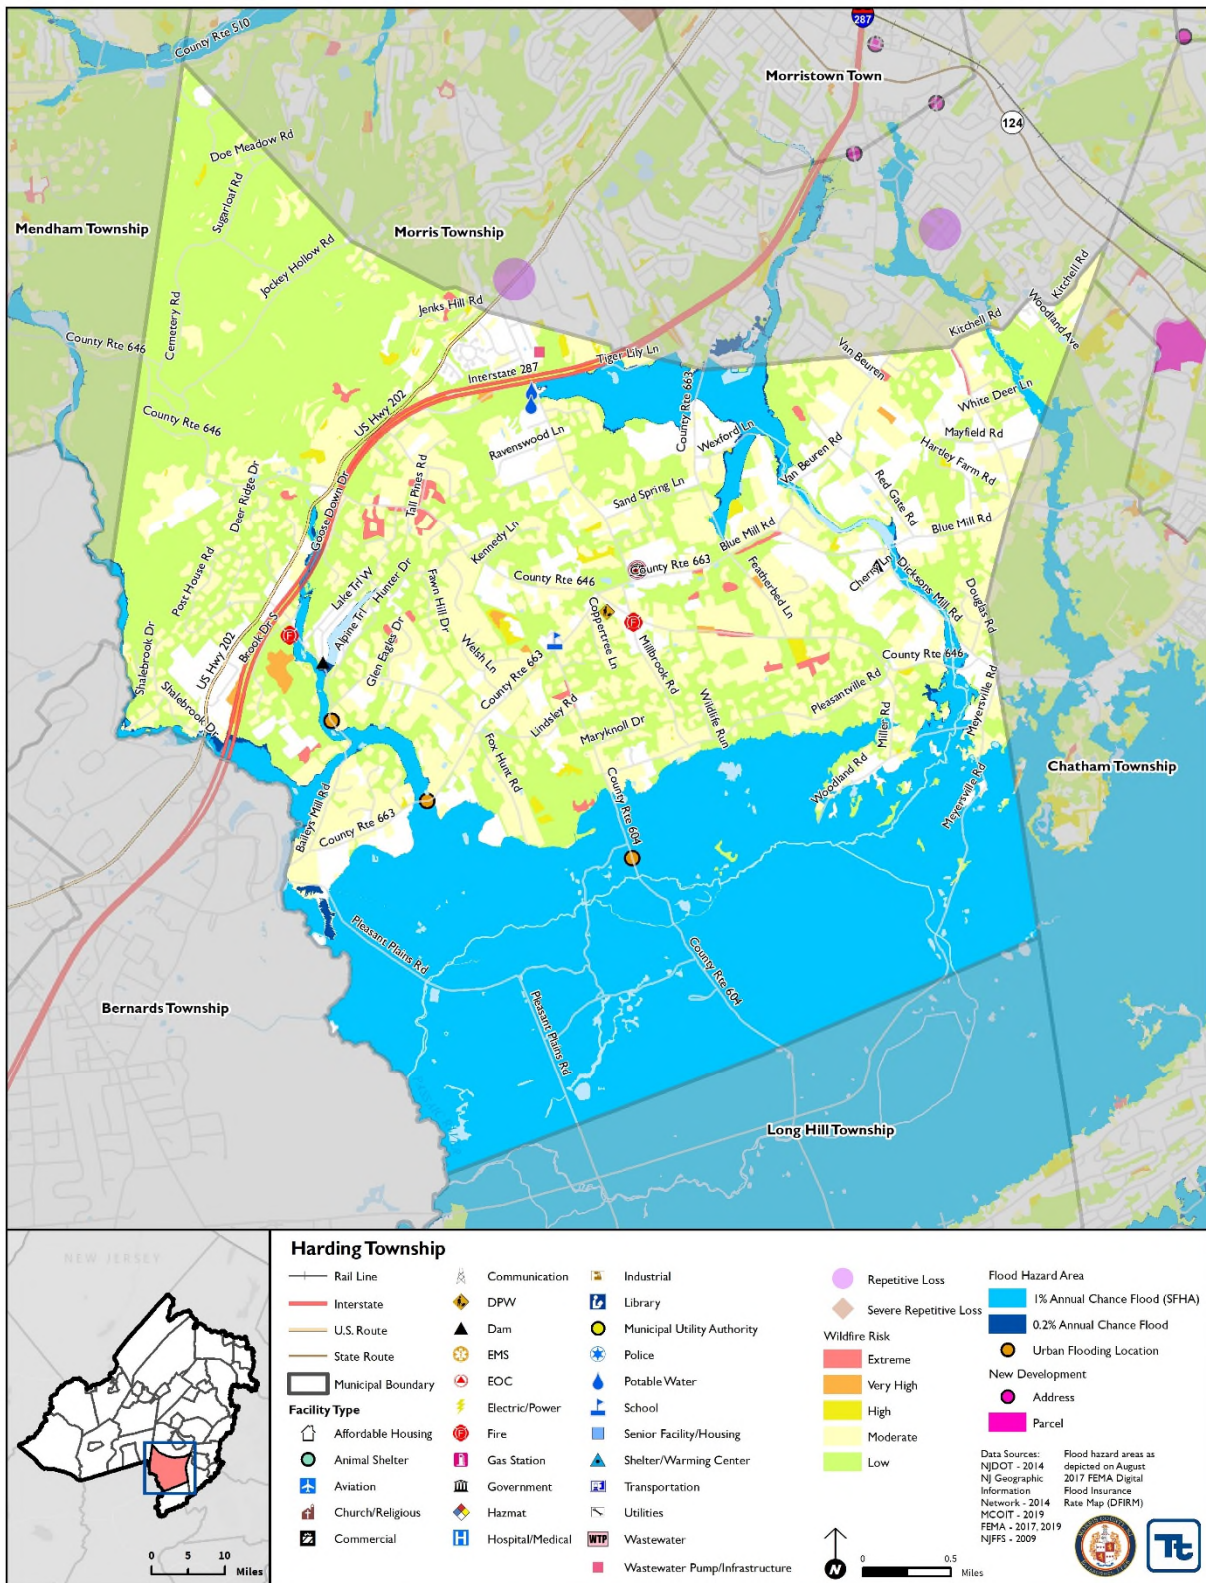 County Rte 510
287
Morristown Town
124
Doe Meadow Rd
Sugarloaf Rd
Mendham Township
Morris Township
Jockey Hollow Rd
Kitchell Rd
Jenks Hill Rd
Woodland Ave
Kitchell Rd
Cemetery Rd
County Rte 646
Tiger Lily Ln
Interstate 287
Van Beuren
US Hwy 202
County Rte 663
White Deer Ln
County Rte 646
Ravenswood Ln
Wexford Ln
Mayfield Rd
Van Beuren Rd
Hartley Farm Rd
Deer Ridge Dr
Goose Down Dr
Tall Pines Rd
Sand Spring Ln
Red Gate Rd
Blue Mill Rd
Kennedy Ln
Blue Mill Rd
Post House Rd
Lake Trl W
Hunter Dr
Fawn Hill Dr
County Rte 646
County Rte 663
Featherbed Ln
Cherry Ln
Dicksons Mill Rd
Douglas Rd
Alpine Trl
Glen Eagles Dr
Coppertree Ln
Millbrook Rd
Shalebrook Dr
US Hwy 202
Brook Dr S
Welsh Ln
County Rte 663
County Rte 646
Shalebrook Dr
Lindsley Rd
Maryknoll Dr
Wildlife Run
Pleasantville Rd
Miller Rd
Meyersville Rd
Fox Hunt Rd
Woodland Rd
Chatham Township
Baileys Mill Rd
County Rte 663
County Rte 604
Meyersville Rd
Pleasant Plains Rd
County Rte 604
Bernards Township
Pleasant Plains Rd
Long Hill Township
NEW JERSEY
0 5 10
Miles
Harding Township
Rail Line
Interstate
U.S. Route
State Route
Municipal Boundary
Facility Type
Affordable Housing
Animal Shelter
Aviation
Church/Religious
Commercial
Communication
DPW
Dam
EMS
EOC
Electric/Power
Fire
Gas Station
Government
Hazmat
Hospital/Medical
Industrial
Library
Municipal Utility Authority
Police
Potable Water
School
Senior Facility/Housing
Shelter/Warming Center
Transportation
Utilities
WTP Wastewater
Wastewater Pump/Infrastructure
Repetitive Loss
Severe Repetitive Loss
Wildfire Risk
Extreme
Very High
High
Moderate
Low
Flood Hazard Area
1% Annual Chance Flood (SFHA)
0.2% Annual Chance Flood
Urban Flooding Location
New Development
Address
Parcel
Data Sources:
NJDOT - 2014
NJ Geographic
Information
Network - 2014
MCOIT - 2019
FEMA - 2017, 2019
NJFFS - 2009
Flood hazard areas as
depicted on August
2017 FEMA Digital
Flood Insurance
Rate Map (DFIRM)
N
0 0.5
Miles
Tt